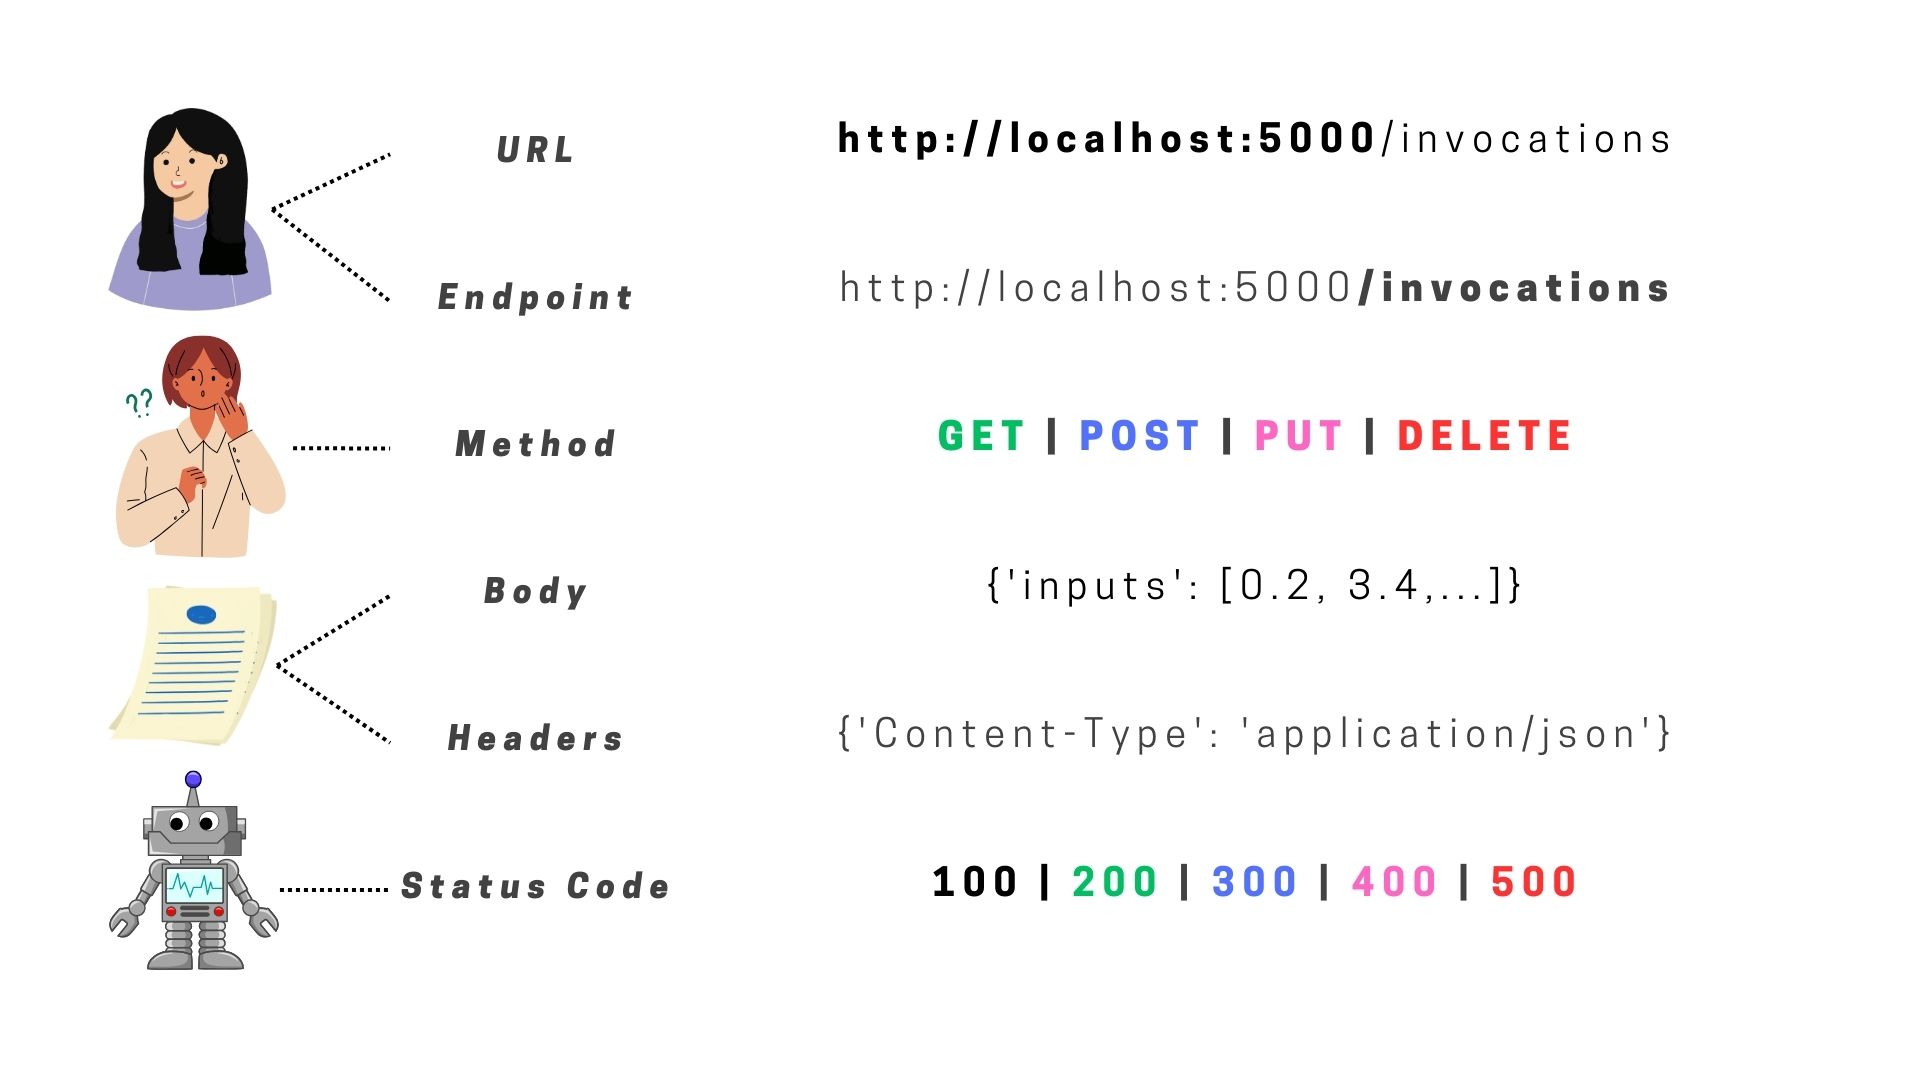 URL
http://localhost:5000/invocations
Endpoint
http://localhost:5000/invocations
??
Method
GET | POST | PUT | DELETE
Body
{'inputs': [0.2, 3.4,...]}
Headers
{'Content-Type': 'application/json'}
Status Code
100 | 200 | 300 | 400 | 500